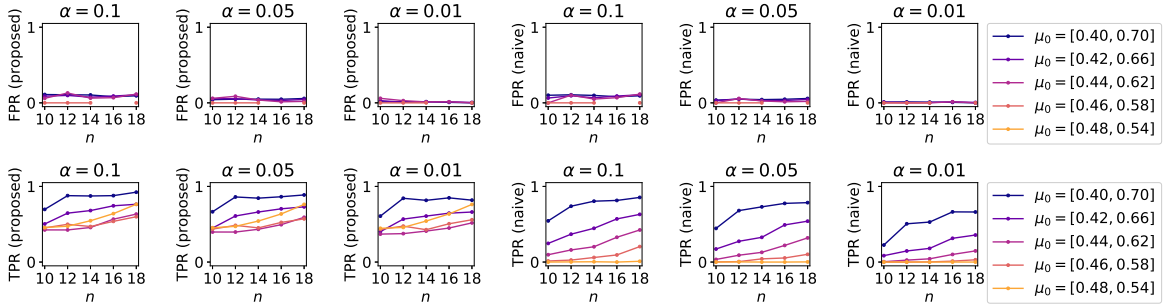 α = 0.1
α = 0.05
α = 0.01
α = 0.1
α = 0.05
α = 0.01
FPR (proposed)
1
0
10 12 14 16 18
n
FPR (proposed)
1
0
10 12 14 16 18
n
FPR (proposed)
1
0
10 12 14 16 18
n
FPR (naive)
1
0
10 12 14 16 18
n
FPR (naive)
1
0
10 12 14 16 18
n
FPR (naive)
1
0
10 12 14 16 18
n
μ₀ = [0.40, 0.70]
μ₀ = [0.42, 0.66]
μ₀ = [0.44, 0.62]
μ₀ = [0.46, 0.58]
μ₀ = [0.48, 0.54]
α = 0.1
α = 0.05
α = 0.01
α = 0.1
α = 0.05
α = 0.01
TPR (proposed)
1
0
10 12 14 16 18
n
TPR (proposed)
1
0
10 12 14 16 18
n
TPR (proposed)
1
0
10 12 14 16 18
n
TPR (naive)
1
0
10 12 14 16 18
n
TPR (naive)
1
0
10 12 14 16 18
n
TPR (naive)
1
0
10 12 14 16 18
n
μ₀ = [0.40, 0.70]
μ₀ = [0.42, 0.66]
μ₀ = [0.44, 0.62]
μ₀ = [0.46, 0.58]
μ₀ = [0.48, 0.54]